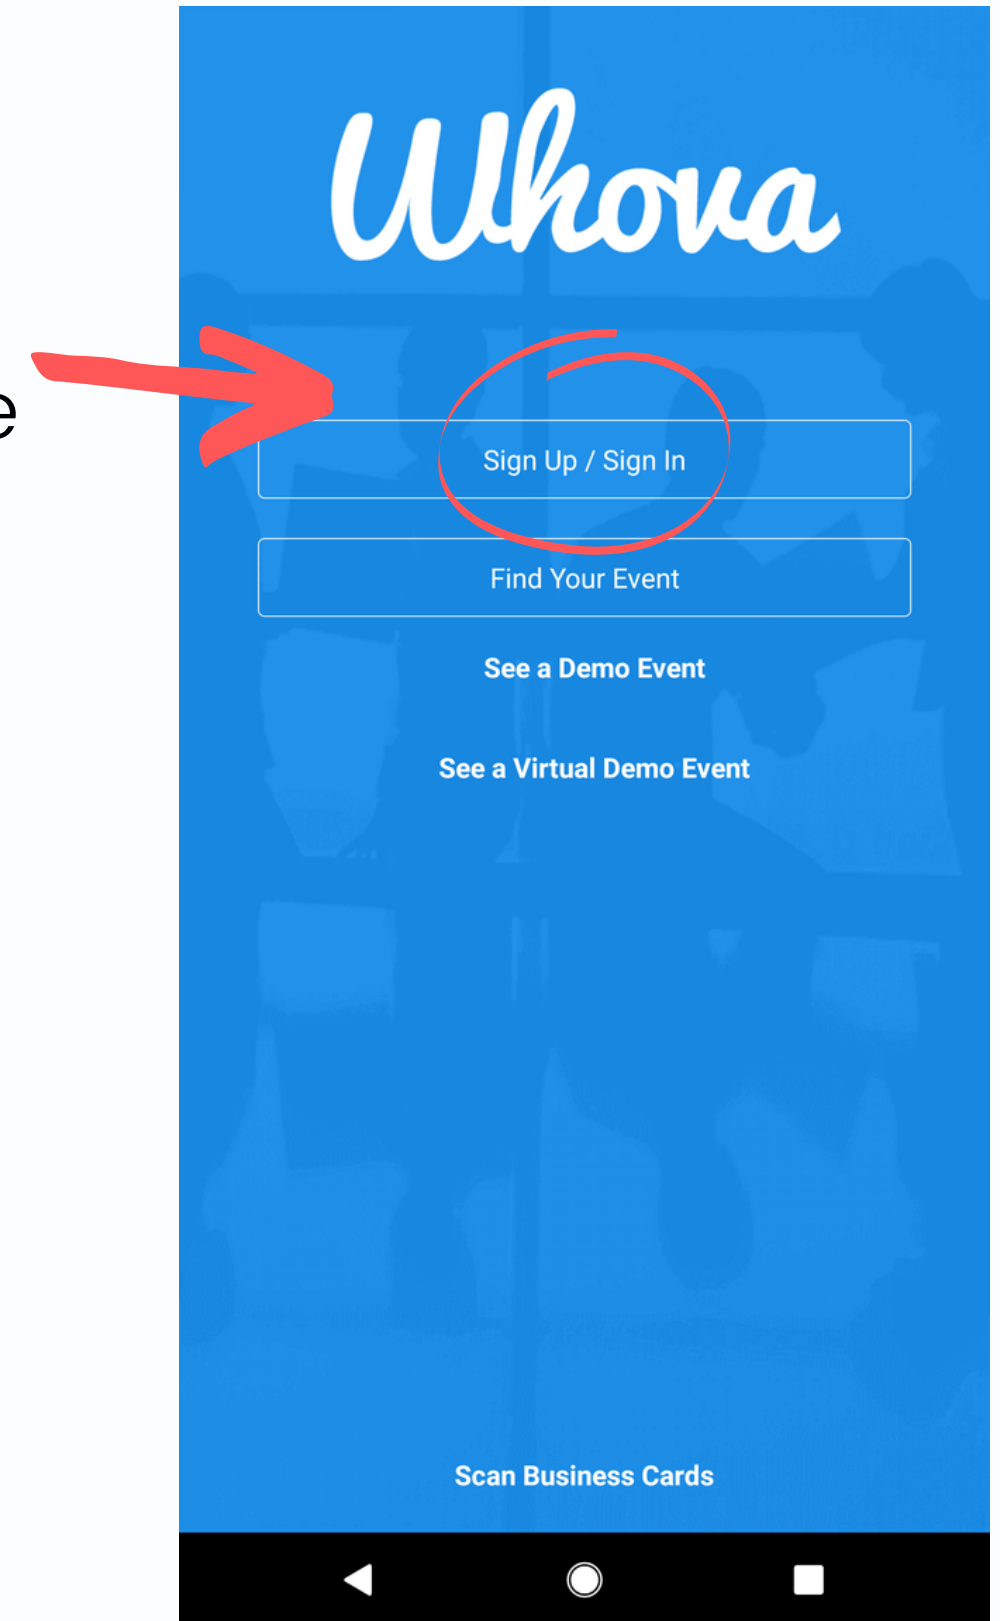 Whova
e
Sign Up / Sign In
Find Your Event
See a Demo Event
See a Virtual Demo Event
Scan Business Cards